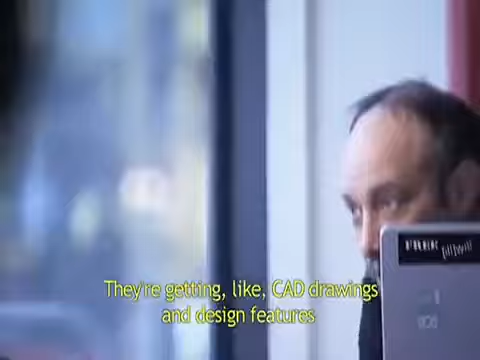 They're getting, like, CAD drawings
and design features